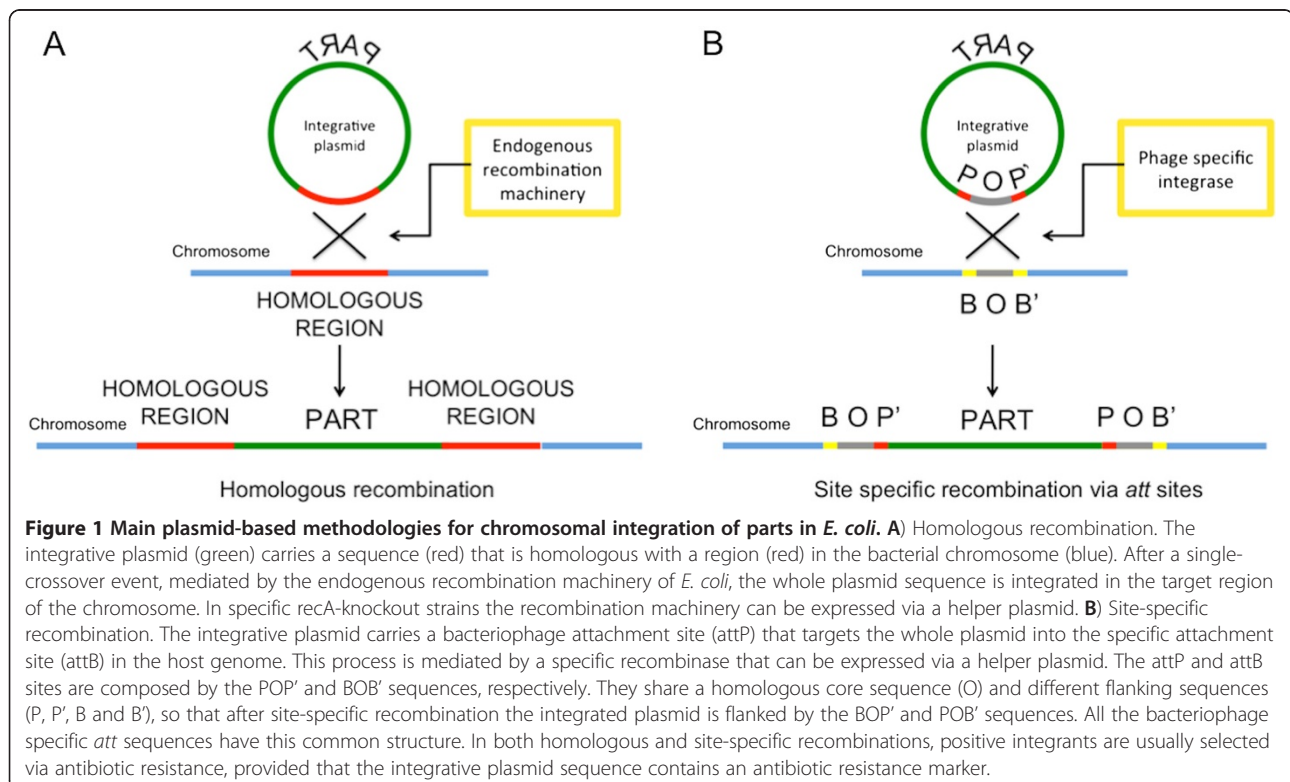 A
TRAP
Integrative
plasmid
Endogenous
recombination
machinery
Chromosome
HOMOLOGOUS
REGION
HOMOLOGOUS
REGION
PART
HOMOLOGOUS
REGION
Chromosome
Homologous recombination
B
TRAP
Integrative
plasmid
P O P'
Phage specific
integrase
Chromosome
B O B'
B O P'
PART
P O B'
Chromosome
Site specific recombination via att sites
Figure 1 Main plasmid-based methodologies for chromosomal integration of parts in E. coli. A) Homologous recombination. The
integrative plasmid (green) carries a sequence (red) that is homologous with a region (red) in the bacterial chromosome (blue). After a single-
crossover event, mediated by the endogenous recombination machinery of E. coli, the whole plasmid sequence is integrated in the target region
of the chromosome. In specific recA-knockout strains the recombination machinery can be expressed via a helper plasmid. B) Site-specific
recombination. The integrative plasmid carries a bacteriophage attachment site (attP) that targets the whole plasmid into the specific attachment
site (attB) in the host genome. This process is mediated by a specific recombinase that can be expressed via a helper plasmid. The attP and attB
sites are composed by the POP' and BOB' sequences, respectively. They share a homologous core sequence (O) and different flanking sequences
(P, P', B and B'), so that after site-specific recombination the integrated plasmid is flanked by the BOP' and POB' sequences. All the bacteriophage
specific att sequences have this common structure. In both homologous and site-specific recombinations, positive integrants are usually selected
via antibiotic resistance, provided that the integrative plasmid sequence contains an antibiotic resistance marker.